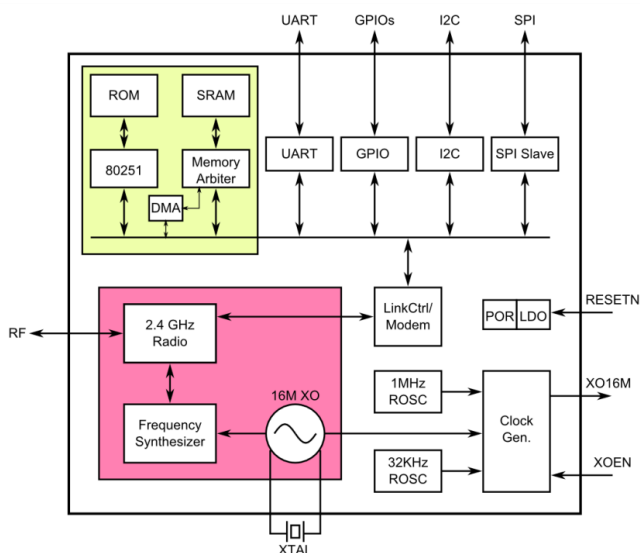 UART GPIOs I2C SPI
ROM SRAM
80251
Memory
Arbiter
DMA
UART GPIO I2C SPI Slave
RF
2.4 GHz
Radio
LinkCtrl/
Modem
POR LDO
RESETN
Frequency
Synthesizer
16M XO
1MHz
ROSC
32KHz
ROSC
Clock
Gen.
XO16M
XOEN
XTAL